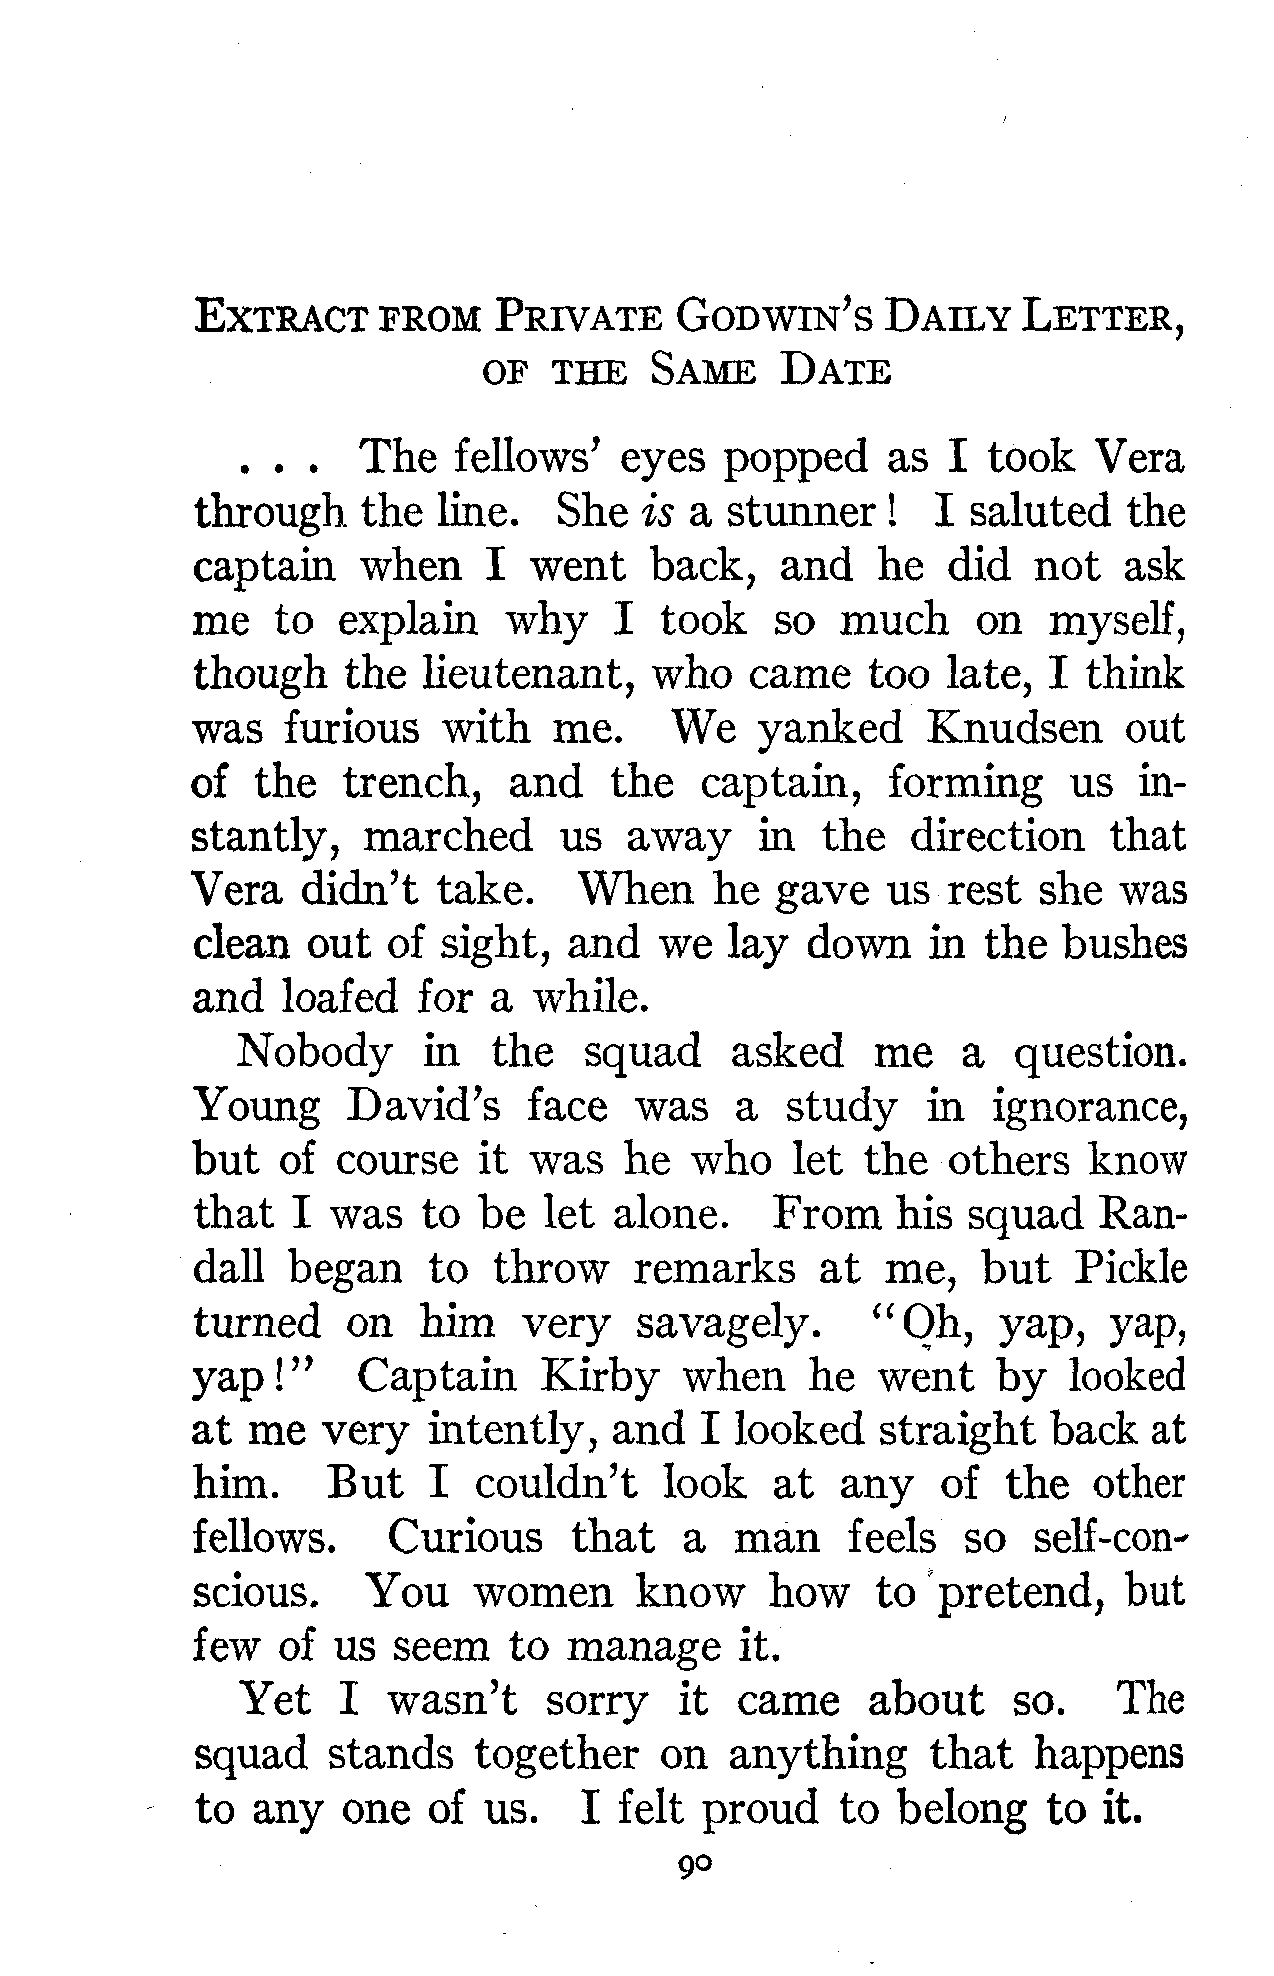 EXTRACT FROM PRIVATE GODWIN'S DAILY LETTER,
OF THE SAME DATE
. . . The fellows' eyes popped as I took Vera
through the line. She is a stunner! I saluted the
captain when I went back, and he did not ask
me to explain why I took so much on myself,
though the lieutenant, who came too late, I think
was furious with me. We yanked Knudsen out
of the trench, and the captain, forming us in-
stantly, marched us away in the direction that
Vera didn't take. When he gave us rest she was
clean out of sight, and we lay down in the bushes
and loafed for a while.
Nobody in the squad asked me a question.
Young David's face was a study in ignorance,
but of course it was he who let the others know
that I was to be let alone. From his squad Ran-
dall began to throw remarks at me, but Pickle
turned on him very savagely. "Oh, yap, yap,
yap!" Captain Kirby when he went by looked
at me very intently, and I looked straight back at
him. But I couldn't look at any of the other
fellows. Curious that a man feels so self-con-
scious. You women know how to pretend, but
few of us seem to manage it.
Yet I wasn't sorry it came about so. The
squad stands together on anything that happens
to any one of us. I felt proud to belong to it.
90